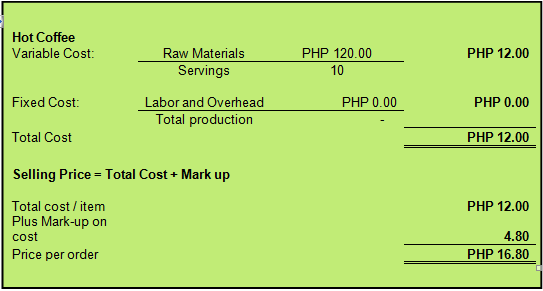 Hot Coffee
Variable Cost: Raw Materials PHP 120.00 PHP 12.00
Servings 10
Fixed Cost: Labor and Overhead PHP 0.00 PHP 0.00
Total production -
Total Cost PHP 12.00
Selling Price = Total Cost + Mark up
Total cost / item PHP 12.00
Plus Mark-up on
cost 4.80
Price per order PHP 16.80